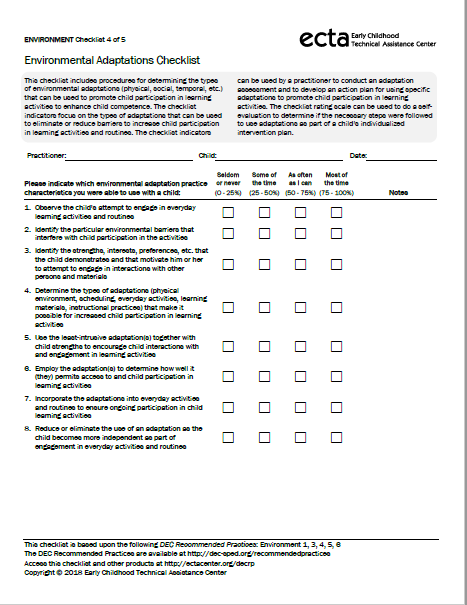 ENVIRONMENT Checklist 4 of 5
ecta Early Childhood
Technical Assistance Center
Environmental Adaptations Checklist
This checklist includes procedures for determining the types
of environmental adaptations (physical, social, temporal, etc.)
that can be used to promote child participation in learning
activities to enhance child competence. The checklist
indicators focus on the types of adaptations that can be used
to eliminate or reduce barriers to increase child participation
in learning activities and routines. The checklist indicators
can be used by a practitioner to conduct an adaptation
assessment and to develop an action plan for using specific
adaptations to promote child participation in learning
activities. The checklist rating scale can be used to do a self-
evaluation to determine if the necessary steps were followed
to use adaptations as part of a child's individualized
intervention plan.
Practitioner: Child: Date:
Please indicate which environmental adaptation practice
characteristics you were able to use with a child:
Seldom
or never
(0 - 25%)
Some of
the time
(25 - 50%)
As often
as I can
(50 - 75%)
Most of
the time
(75 - 100%)
Notes
1. Observe the child's attempt to engage in everyday
learning activities and routines
2. Identify the particular environmental barriers that
interfere with child participation in the activities
3. Identify the strengths, interests, preferences, etc. that
the child demonstrates and that motivate him or her
to attempt to engage in interactions with other
persons and materials
4. Determine the types of adaptations (physical
environment, scheduling, everyday activities, learning
materials, instructional practices) that make it
possible for increased child participation in learning
activities
5. Use the least-intrusive adaptation(s) together with
child strengths to encourage child interactions with
and engagement in learning activities
6. Employ the adaptation(s) to determine how well it
(they) permit access to and child participation in
learning activities
7. Incorporate the adaptations into everyday activities
and routines to ensure ongoing participation in child
learning activities
8. Reduce or eliminate the use of an adaptation as the
child becomes more independent as part of
engagement in everyday activities and routines
This checklist is based upon the following DEC Recommended Practices: Environment 1, 3, 4, 5, 6
The DEC Recommended Practices are available at http://dec-sped.org/recommendedpractices
Access this checklist and other products at http://ectacenter.org/decrp
Copyright © 2018 Early Childhood Technical Assistance Center